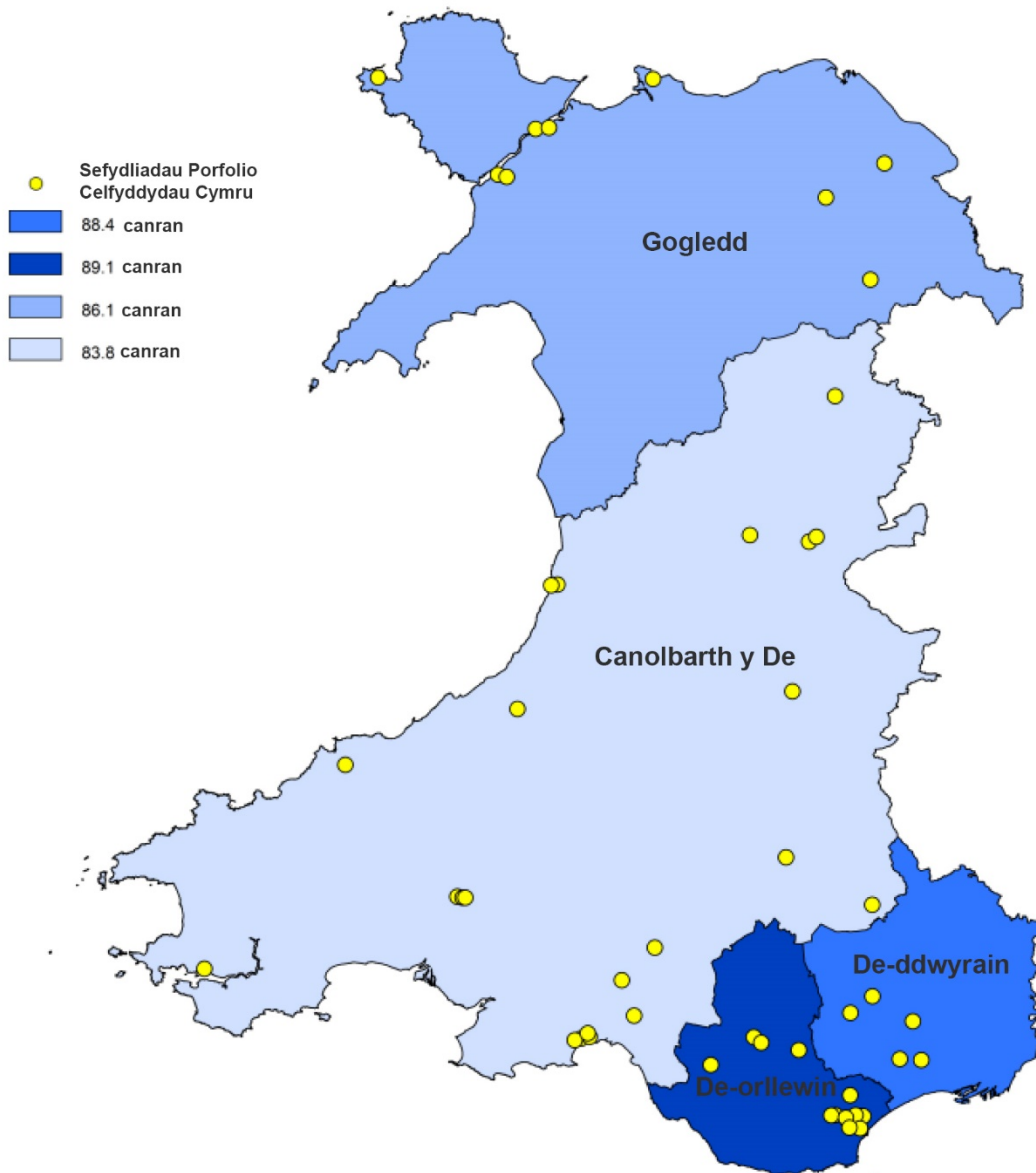 Sefydliadau Porfolio
Celfyddydau Cymru
88.4 canran
89.1 canran
86.1 canran
83.8 canran
Gogledd
Canolbarth y De
De-ddwyrain
De-orllewin